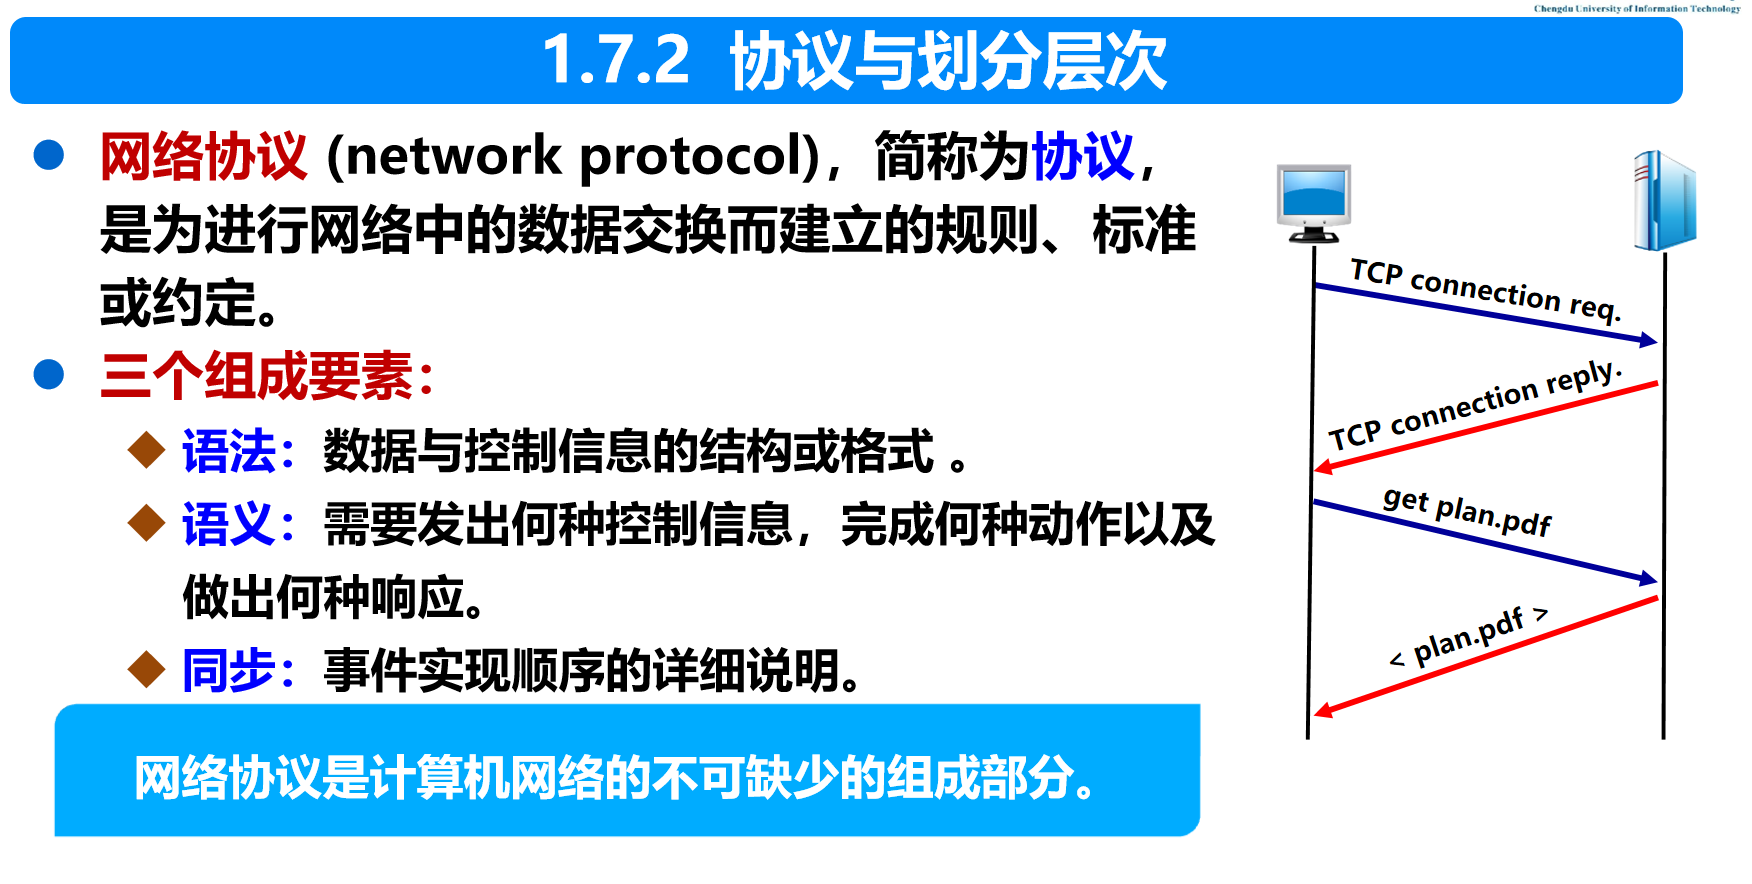 Chengdu University of Information Technology
1.7.2 协议与划分层次
网络协议 (network protocol)，简称为协议，
是为进行网络中的数据交换而建立的规则、标准
或约定。
三个组成要素：
语法：数据与控制信息的结构或格式 。
语义：需要发出何种控制信息，完成何种动作以及
做出何种响应。
同步：事件实现顺序的详细说明。
网络协议是计算机网络的不可缺少的组成部分。
TCP connection req.
TCP connection reply.
get plan.pdf
< plan.pdf >